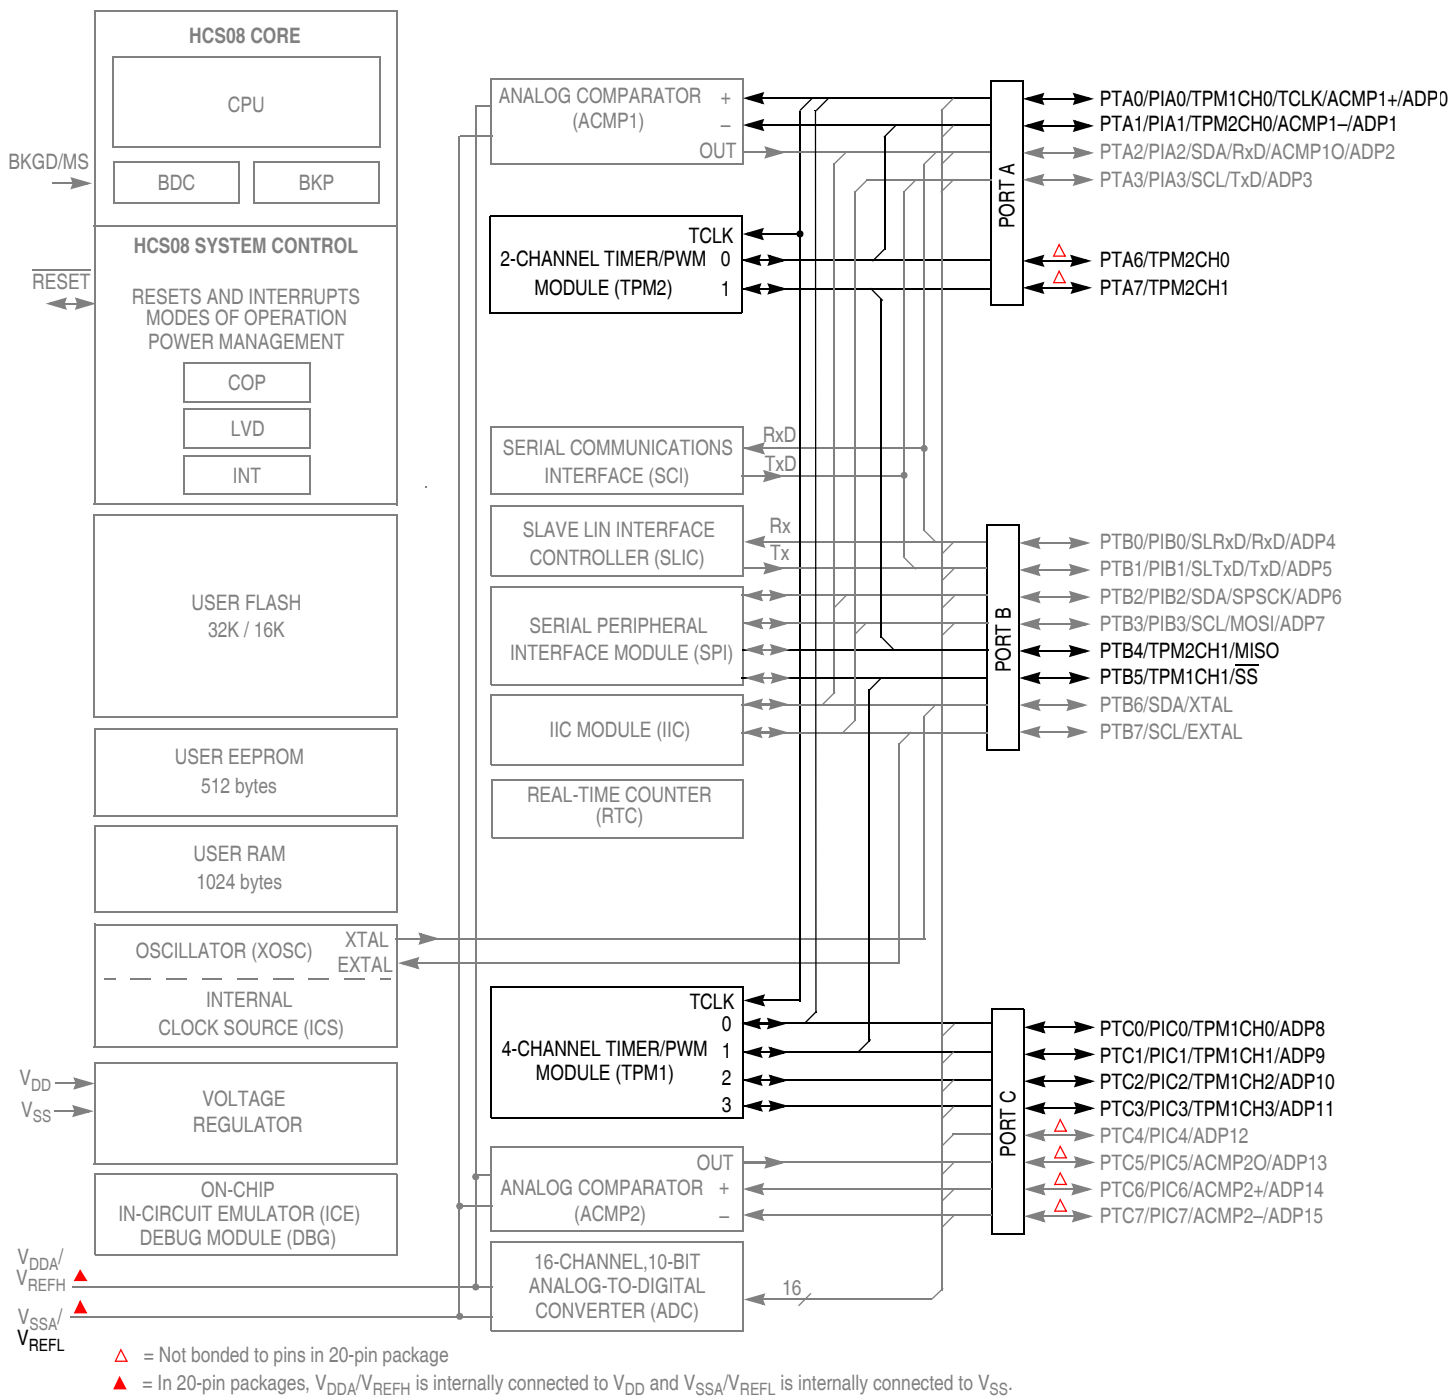 HCS08 CORE
CPU
BDC
BKP
BKGD/MS
HCS08 SYSTEM CONTROL
RESET
RESETS AND INTERRUPTS
MODES OF OPERATION
POWER MANAGEMENT
COP
LVD
INT
USER FLASH
32K / 16K
USER EEPROM
512 bytes
USER RAM
1024 bytes
OSCILLATOR (XOSC)
XTAL
EXTAL
INTERNAL
CLOCK SOURCE (ICS)
VDD
VSS
VOLTAGE
REGULATOR
ON-CHIP
IN-CIRCUIT EMULATOR (ICE)
DEBUG MODULE (DBG)
VDDA/
VREFH
VSSA/
VREFL
ANALOG COMPARATOR
(ACMP1)
+
–
OUT
TCLK
2-CHANNEL TIMER/PWM
MODULE (TPM2)
0
1
SERIAL COMMUNICATIONS
INTERFACE (SCI)
RxD
TxD
SLAVE LIN INTERFACE
CONTROLLER (SLIC)
Rx
Tx
SERIAL PERIPHERAL
INTERFACE MODULE (SPI)
IIC MODULE (IIC)
REAL-TIME COUNTER
(RTC)
TCLK
0
4-CHANNEL TIMER/PWM
MODULE (TPM1)
1
2
3
OUT
ANALOG COMPARATOR
(ACMP2)
+
–
16-CHANNEL,10-BIT
ANALOG-TO-DIGITAL
CONVERTER (ADC)
16
PORT A
PTA0/PIA0/TPM1CH0/TCLK/ACMP1+/ADP0
PTA1/PIA1/TPM2CH0/ACMP1–/ADP1
PTA2/PIA2/SDA/RxD/ACMP1O/ADP2
PTA3/PIA3/SCL/TxD/ADP3
PTA6/TPM2CH0
PTA7/TPM2CH1
PORT B
PTB0/PIB0/SLRxD/RxD/ADP4
PTB1/PIB1/SLTxD/TxD/ADP5
PTB2/PIB2/SDA/SPSCK/ADP6
PTB3/PIB3/SCL/MOSI/ADP7
PTB4/TPM2CH1/MISO
PTB5/TPM1CH1/SS
PTB6/SDA/XTAL
PTB7/SCL/EXTAL
PORT C
PTC0/PIC0/TPM1CH0/ADP8
PTC1/PIC1/TPM1CH1/ADP9
PTC2/PIC2/TPM1CH2/ADP10
PTC3/PIC3/TPM1CH3/ADP11
PTC4/PIC4/ADP12
PTC5/PIC5/ACMP2O/ADP13
PTC6/PIC6/ACMP2+/ADP14
PTC7/PIC7/ACMP2–/ADP15
= Not bonded to pins in 20-pin package
= In 20-pin packages, VDDA/VREFH is internally connected to VDD and VSSA/VREFL is internally connected to VSS.